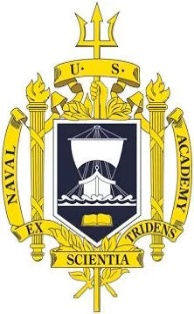 U. S.
NAVAL
ACADEMY
EX
TRIDENS
SCIENTIA